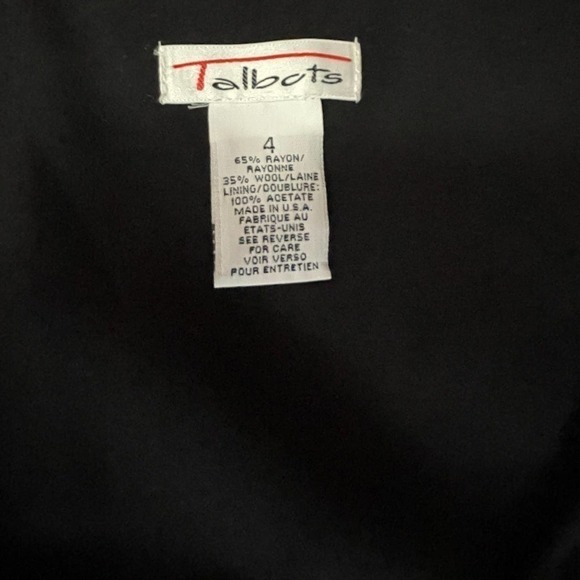 Talbots
4
65% RAYON/
RAYONNE
35% WOOL/LAINE
LINING/DOUBLURE:
100% ACETATE
MADE IN U.S.A.
FABRIQUE AU
ETATS-UNIS
SEE REVERSE
FOR CARE
VOIR VERSO
POUR ENTRETIEN